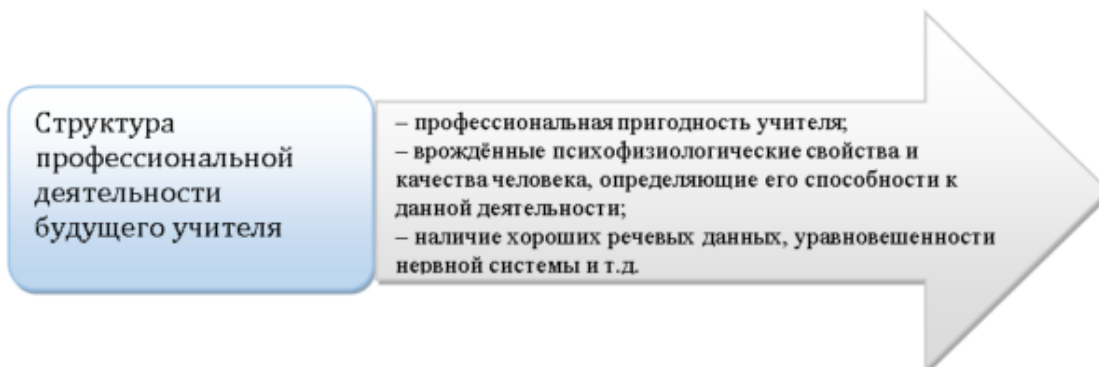 Структура
профессиональной
деятельности
будущего учителя
– профессиональная пригодность учителя;
– врождённые психофизиологические свойства и
качества человека, определяющие его способности к
данной деятельности;
– наличие хороших речевых данных, уравновешенности
нервной системы и т.д.